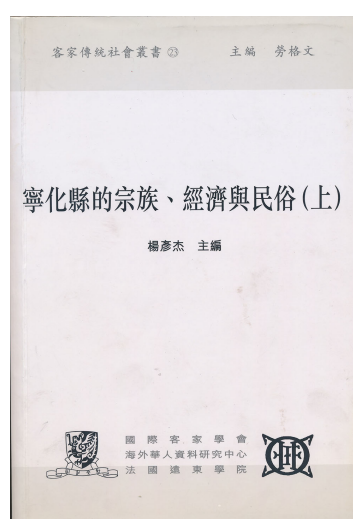 客家傳統社會叢書㉓ 主編 勞格文
寧化縣的宗族、經濟與民俗(上)
楊彥杰 主編
國際客家學會
海外華人資料研究中心
法國遠東學院